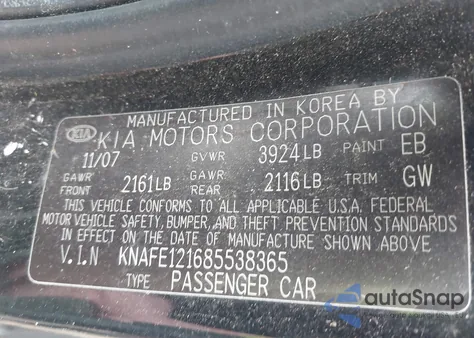 MANUFACTURED IN KOREA BY
KIA KIA MOTORS CORPORATION
11/07 GVWR 3924LB PAINT EB
GAWR FRONT 2161LB GAWR REAR 2116LB TRIM GW
THIS VEHICLE CONFORMS TO ALL APPLICABLE U.S.A. FEDERAL
MOTOR VEHICLE SAFETY, BUMPER, AND THEFT PREVENTION STANDARDS
IN EFFECT ON THE DATE OF MANUFACTURE SHOWN ABOVE
V.I.N KNAFE121685538365
TYPE PASSENGER CAR
autoSnap